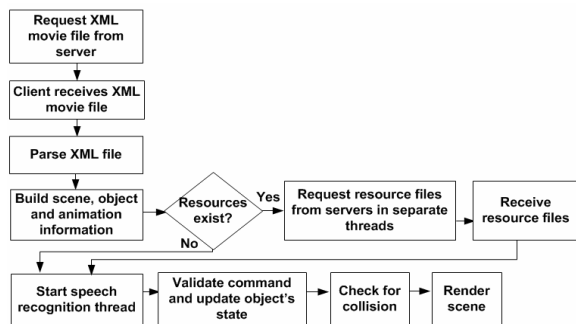 Request XML
movie file from
server
Client receives XML
movie file
Parse XML file
Build scene, object
and animation
information
Resources
exist?
Yes
No
Request resource files
from servers in separate
threads
Receive
resource files
Start speech
recognition thread
Validate command
and update object's
state
Check for
collision
Render
scene